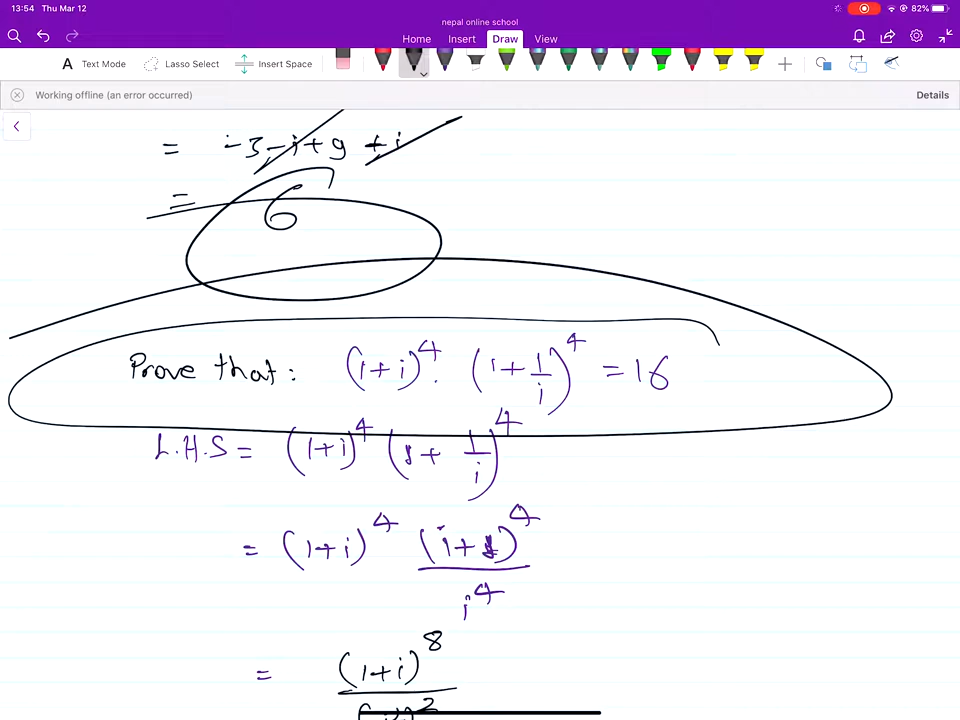 13:54 Thu Mar 12 82%
nepal online school
Home Insert Draw View
A Text Mode Lasso Select Insert Space
Working offline (an error occurred) Details
= -3 - i + 9 + i
= 6
Prove that: (1+i)^4 . (1+1/i)^4 = 16
L.H.S = (1+i)^4 (1+1/i)^4
= (1+i)^4 (i+1)^4 / i^4
= (1+i)^8